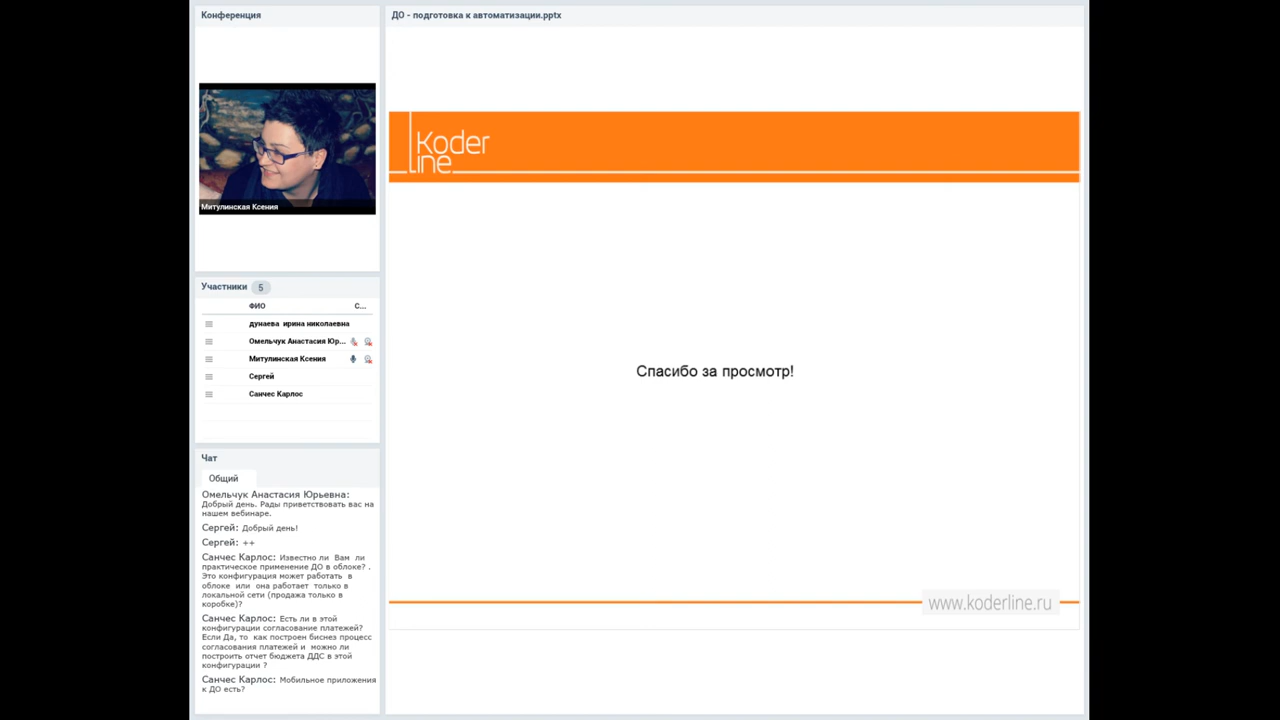 Конференция
Митулинская Ксения
Участники 5
ФИО С...
дунаева ирина николаевна
Омельчук Анастасия Юр...
Митулинская Ксения
Сергей
Санчес Карлос
Чат
Общий
Омельчук Анастасия Юрьевна:
Добрый день. Рады приветствовать вас на
нашем вебинаре.
Сергей: Добрый день!
Сергей: ++
Санчес Карлос: Известно ли Вам ли
практическое применение ДО в облоке? .
Это конфигурация может работать в
облоке или она работает только в
локальной сети (продажа только в
коробке)?
Санчес Карлос: Есть ли в этой
конфигурации согласование платежей?
Если Да, то как построен биснез процесс
согласования платежей и можно ли
построить отчет бюджета ДДС в этой
конфигурации ?
Санчес Карлос: Мобильное приложения
к ДО есть?
ДО - подготовка к автоматизации.pptx
Koder
line
Спасибо за просмотр!
www.koderline.ru